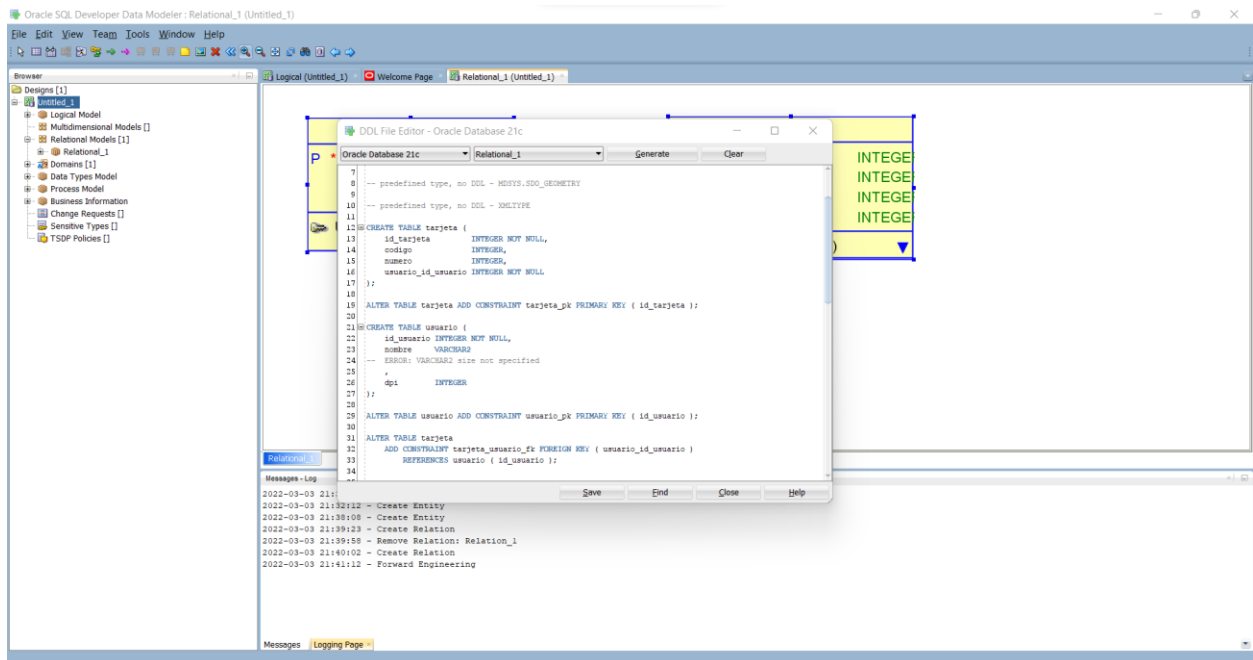 Oracle SQL Developer Data Modeler : Relational_1 (Untitled_1)
File Edit View Team Tools Window Help
Browser
Logical (Untitled_1) Welcome Page Relational_1 (Untitled_1)
Designs [1]
Untitled_1
Logical Model
Multidimensional Models []
Relational Models [1]
Relational_1
Domains [1]
Data Types Model
Process Model
Business Information
Change Requests []
Sensitive Types []
TSDP Policies []
P *
U
INTEGE
INTEGE
INTEGE
INTEGE
)
DDL File Editor - Oracle Database 21c
Oracle Database 21c Relational_1 Generate Clear
7
8 -- predefined type, no DDL - MDSYS.SDO_GEOMETRY
9
10 -- predefined type, no DDL - XMLTYPE
11
12 CREATE TABLE tarjeta (
13 id_tarjeta INTEGER NOT NULL,
14 codigo INTEGER,
15 numero INTEGER,
16 usuario_id_usuario INTEGER NOT NULL
17 );
18
19 ALTER TABLE tarjeta ADD CONSTRAINT tarjeta_pk PRIMARY KEY ( id_tarjeta );
20
21 CREATE TABLE usuario (
22 id_usuario INTEGER NOT NULL,
23 nombre VARCHAR2
24 -- ERROR: VARCHAR2 size not specified
25 ,
26 dpi INTEGER
27 );
28
29 ALTER TABLE usuario ADD CONSTRAINT usuario_pk PRIMARY KEY ( id_usuario );
30
31 ALTER TABLE tarjeta
32 ADD CONSTRAINT tarjeta_usuario_fk FOREIGN KEY ( usuario_id_usuario )
33 REFERENCES usuario ( id_usuario );
34
Save Find Close Help
Relational_1
Messages - Log
2022-03-03 21:
2022-03-03 21:32:12 - Create Entity
2022-03-03 21:38:08 - Create Entity
2022-03-03 21:39:23 - Create Relation
2022-03-03 21:39:58 - Remove Relation: Relation_1
2022-03-03 21:40:02 - Create Relation
2022-03-03 21:41:12 - Forward Engineering
Messages Logging Page